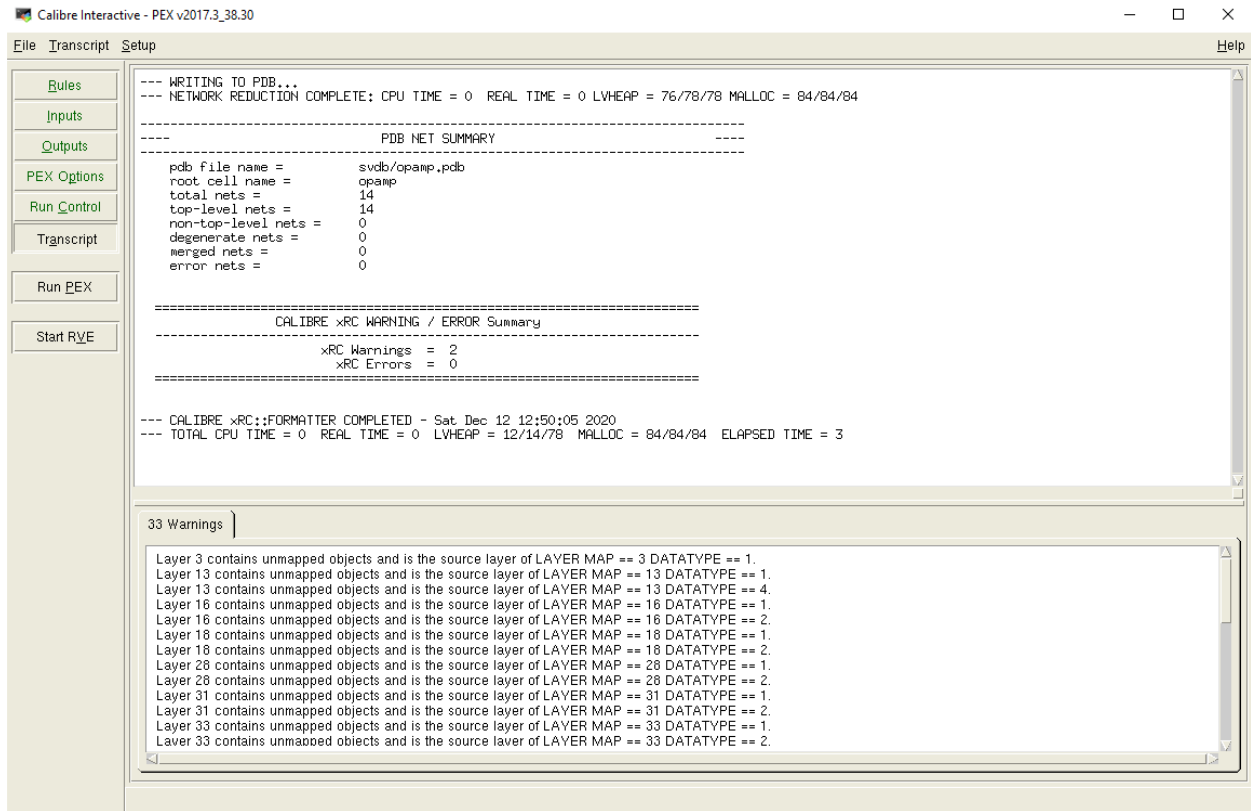 Calibre Interactive - PEX v2017.3_38.30
File Transcript Setup Help
Rules
Inputs
Outputs
PEX Options
Run Control
Transcript
Run PEX
Start RVE
--- WRITING TO PDB...
--- NETWORK REDUCTION COMPLETE: CPU TIME = 0 REAL TIME = 0 LVHEAP = 76/78/78 MALLOC = 84/84/84
--------------------------------------------------------------------------------
---- PDB NET SUMMARY ----
--------------------------------------------------------------------------------
pdb file name = svdb/opamp.pdb
root cell name = opamp
total nets = 14
top-level nets = 14
non-top-level nets = 0
degenerate nets = 0
merged nets = 0
error nets = 0
========================================================================
CALIBRE xRC WARNING / ERROR Summary
------------------------------------------------------------------------
xRC Warnings = 2
xRC Errors = 0
========================================================================
--- CALIBRE xRC::FORMATTER COMPLETED - Sat Dec 12 12:50:05 2020
--- TOTAL CPU TIME = 0 REAL TIME = 0 LVHEAP = 12/14/78 MALLOC = 84/84/84 ELAPSED TIME = 3
33 Warnings
Layer 3 contains unmapped objects and is the source layer of LAYER MAP == 3 DATATYPE == 1.
Layer 13 contains unmapped objects and is the source layer of LAYER MAP == 13 DATATYPE == 1.
Layer 13 contains unmapped objects and is the source layer of LAYER MAP == 13 DATATYPE == 4.
Layer 16 contains unmapped objects and is the source layer of LAYER MAP == 16 DATATYPE == 1.
Layer 16 contains unmapped objects and is the source layer of LAYER MAP == 16 DATATYPE == 2.
Layer 18 contains unmapped objects and is the source layer of LAYER MAP == 18 DATATYPE == 1.
Layer 18 contains unmapped objects and is the source layer of LAYER MAP == 18 DATATYPE == 2.
Layer 28 contains unmapped objects and is the source layer of LAYER MAP == 28 DATATYPE == 1.
Layer 28 contains unmapped objects and is the source layer of LAYER MAP == 28 DATATYPE == 2.
Layer 31 contains unmapped objects and is the source layer of LAYER MAP == 31 DATATYPE == 1.
Layer 31 contains unmapped objects and is the source layer of LAYER MAP == 31 DATATYPE == 2.
Layer 33 contains unmapped objects and is the source layer of LAYER MAP == 33 DATATYPE == 1.
Layer 33 contains unmapped objects and is the source layer of LAYER MAP == 33 DATATYPE == 2.